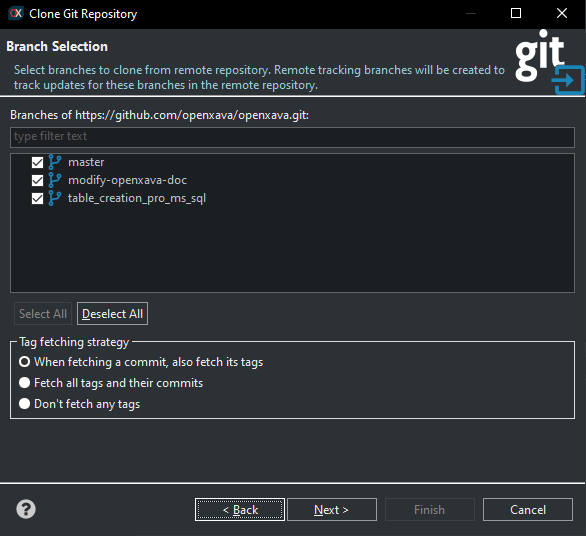 Clone Git Repository
Branch Selection
Select branches to clone from remote repository. Remote tracking branches will be created to
track updates for these branches in the remote repository.
git
Branches of https://github.com/openxava/openxava.git:
type filter text
master
modify-openxava-doc
table_creation_pro_ms_sql
Select All
Deselect All
Tag fetching strategy
When fetching a commit, also fetch its tags
Fetch all tags and their commits
Don't fetch any tags
?
< Back
Next >
Finish
Cancel